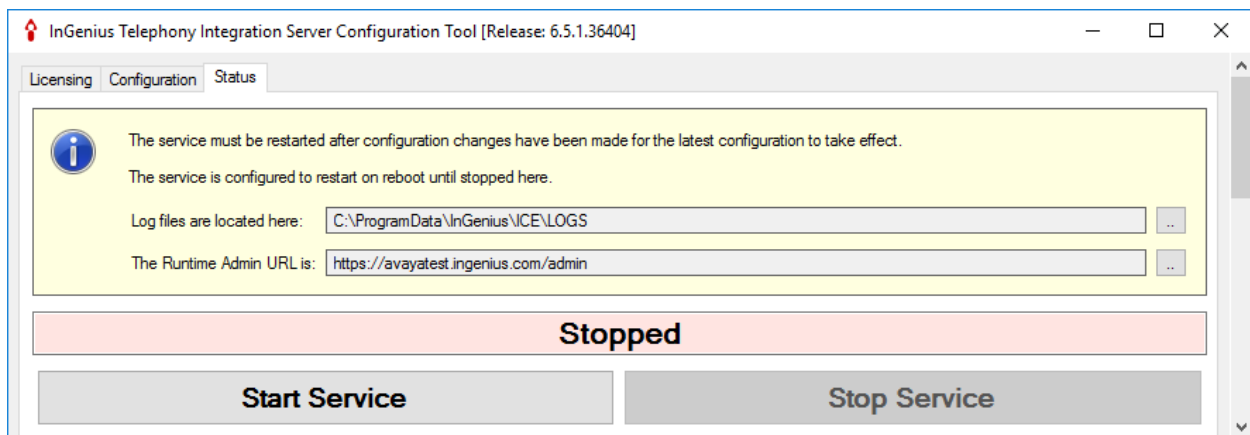 InGenius Telephony Integration Server Configuration Tool [Release: 6.5.1.36404]
Licensing Configuration Status
The service must be restarted after configuration changes have been made for the latest configuration to take effect.
The service is configured to restart on reboot until stopped here.
Log files are located here: C:\ProgramData\InGenius\ICE\LOGS ..
The Runtime Admin URL is: https://avayatest.ingenius.com/admin ..
Stopped
Start Service Stop Service